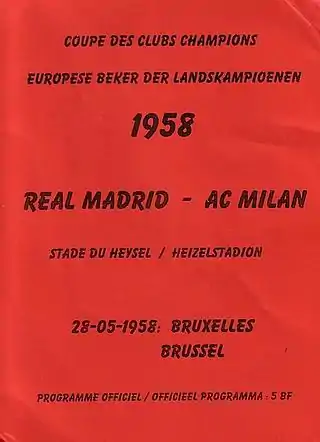 COUPE DES CLUBS CHAMPIONS
EUROPESE BEKER DER LANDSKAMPIOENEN
1958
REAL MADRID - AC MILAN
STADE DU HEYSEL / HEIZELSTADION
28-05-1958: BRUXELLES
BRUSSEL
PROGRAMME OFFICIEL / OFFICIEEL PROGRAMMA : 5 BF